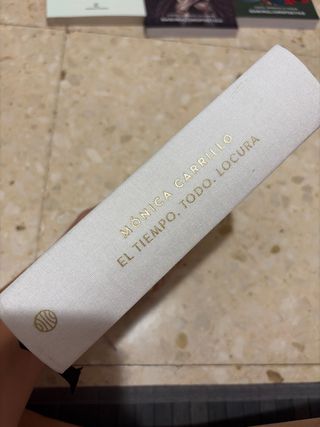 MÓNICA CARRILLO
EL TIEMPO. TODO. LOCURA